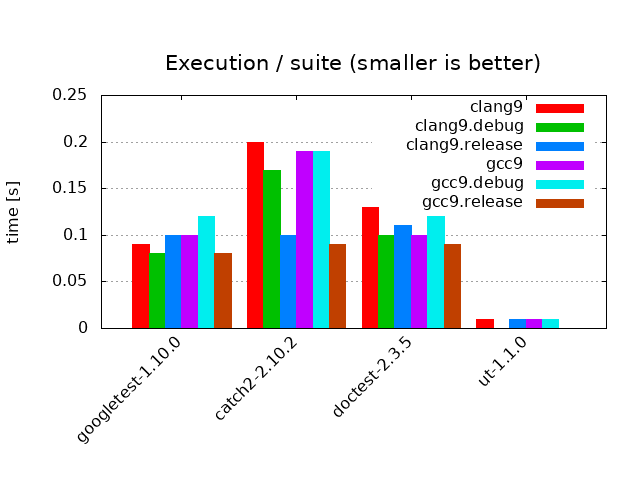 Execution / suite (smaller is better)
time [s]
0.25
0.2
0.15
0.1
0.05
0
clang9
clang9.debug
clang9.release
gcc9
gcc9.debug
gcc9.release
googletest-1.10.0
catch2-2.10.2
doctest-2.3.5
ut-1.1.0